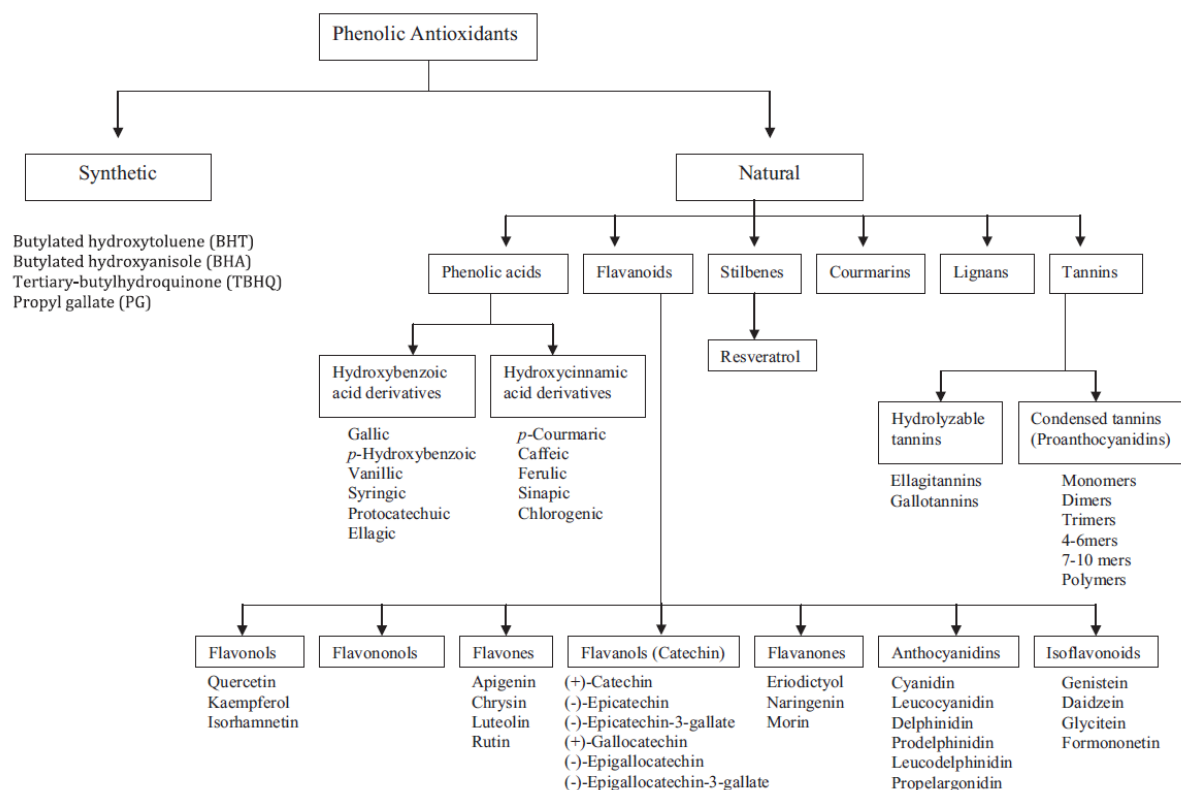 Phenolic Antioxidants
Synthetic
Natural
Butylated hydroxytoluene (BHT)
Butylated hydroxyanisole (BHA)
Tertiary-butylhydroquinone (TBHQ)
Propyl gallate (PG)
Phenolic acids
Flavanoids
Stilbenes
Courmarins
Lignans
Tannins
Resveratrol
Hydroxybenzoic
acid derivatives
Gallic
p-Hydroxybenzoic
Vanillic
Syringic
Protocatechuic
Ellagic
Hydroxycinnamic
acid derivatives
p-Courmaric
Caffeic
Ferulic
Sinapic
Chlorogenic
Hydrolyzable
tannins
Ellagitannins
Gallotannins
Condensed tannins
(Proanthocyanidins)
Monomers
Dimers
Trimers
4-6mers
7-10 mers
Polymers
Flavonols
Quercetin
Kaempferol
Isorhamnetin
Flavononols
Flavones
Apigenin
Chrysin
Luteolin
Rutin
Flavanols (Catechin)
(+)-Catechin
(-)-Epicatechin
(-)-Epicatechin-3-gallate
(+)-Gallocatechin
(-)-Epigallocatechin
(-)-Epigallocatechin-3-gallate
Flavanones
Eriodictyol
Naringenin
Morin
Anthocyanidins
Cyanidin
Leucocyanidin
Delphinidin
Prodelphinidin
Leucodelphinidin
Propelargonidin
Isoflavonoids
Genistein
Daidzein
Glycitein
Formononetin